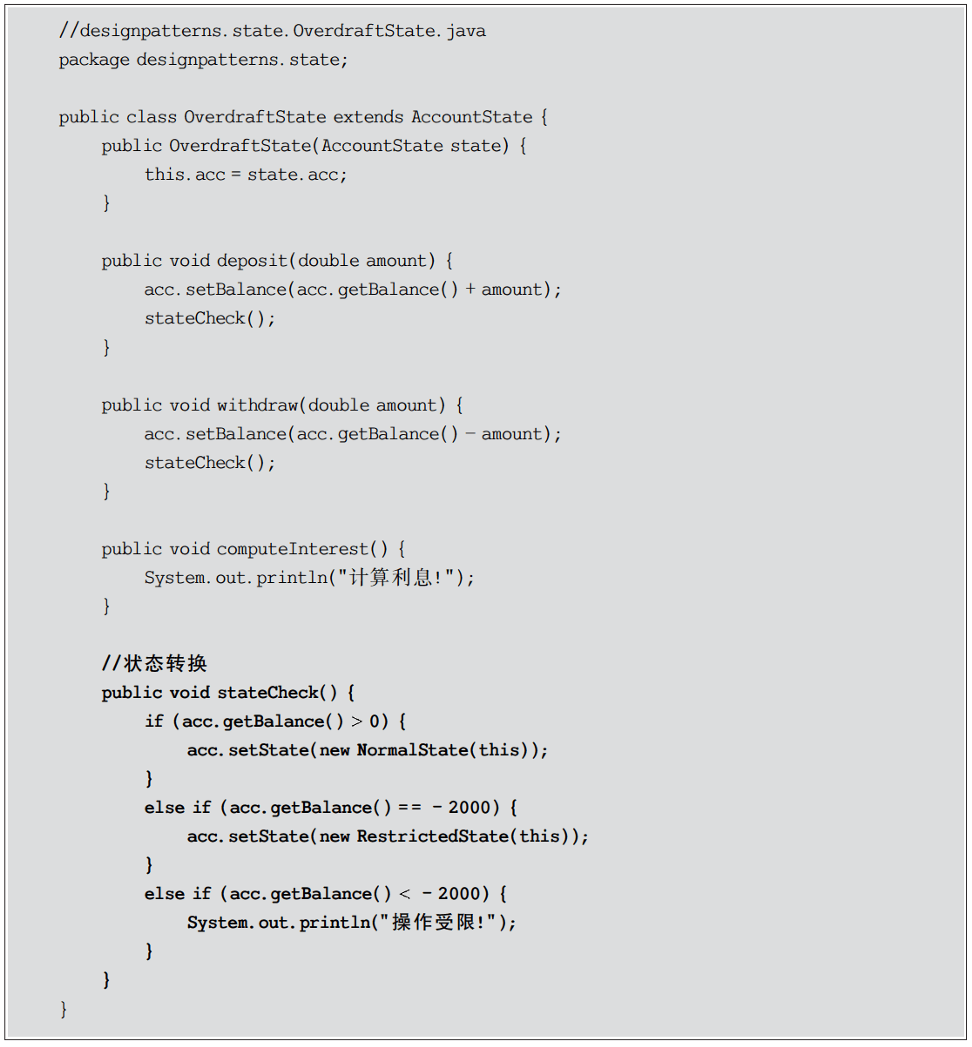 //designpatterns.state.OverdraftState.java
package designpatterns.state;

public class OverdraftState extends AccountState {
    public OverdraftState(AccountState state) {
        this.acc = state.acc;
    }

    public void deposit(double amount) {
        acc.setBalance(acc.getBalance() + amount);
        stateCheck();
    }

    public void withdraw(double amount) {
        acc.setBalance(acc.getBalance() - amount);
        stateCheck();
    }

    public void computeInterest() {
        System.out.println("计算利息!");
    }

    //状态转换
    public void stateCheck() {
        if (acc.getBalance() > 0) {
            acc.setState(new NormalState(this));
        }
        else if (acc.getBalance() == - 2000) {
            acc.setState(new RestrictedState(this));
        }
        else if (acc.getBalance() < - 2000) {
            System.out.println("操作受限!");
        }
    }
}